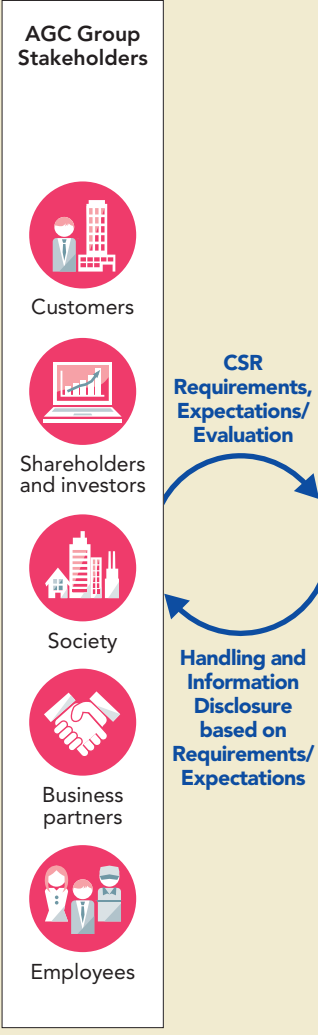 AGC Group
Stakeholders
Customers
Shareholders
and investors
Society
Business
partners
Employees
CSR
Requirements,
Expectations/
Evaluation
Handling and
Information
Disclosure
based on
Requirements/
Expectations